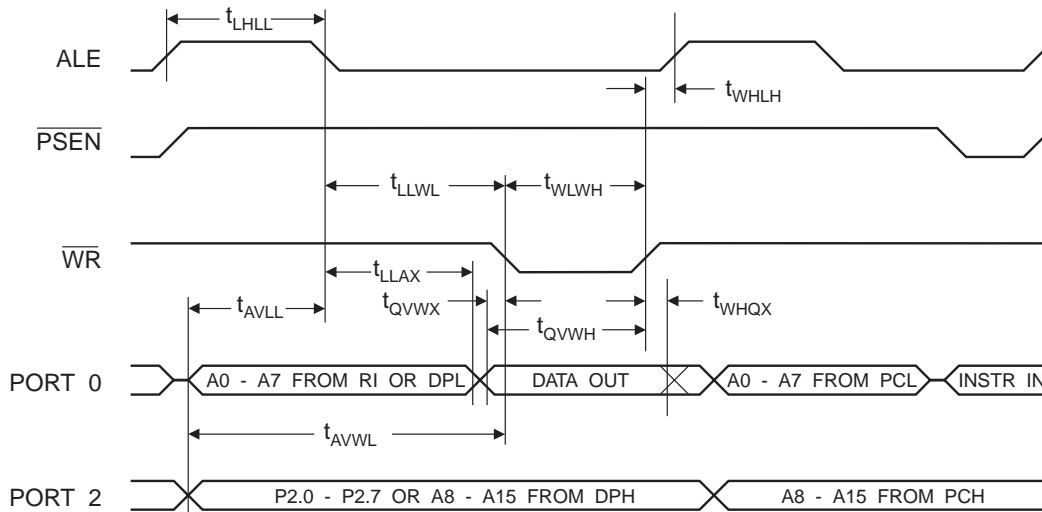 tLHLL
ALE
tWHLH
PSEN
tLLWL
tWLWH
WR
tLLAX
tQVWX
tWHQX
tAVLL
tQVWH
PORT 0
A0 - A7 FROM RI OR DPL
DATA OUT
A0 - A7 FROM PCL
INSTR IN
tAVWL
PORT 2
P2.0 - P2.7 OR A8 - A15 FROM DPH
A8 - A15 FROM PCH